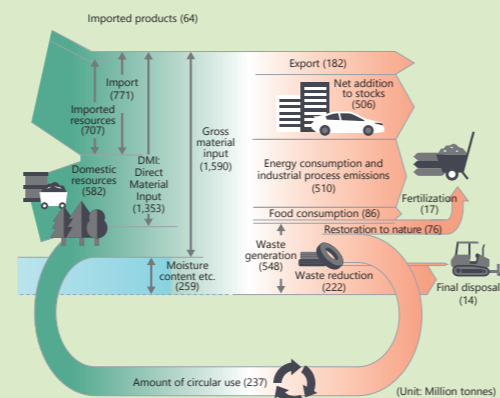 Imported products (64)
Import
(771)
Imported
resources
(707)
Domestic
resources
(582)
DMI:
Direct
Material
Input
(1,353)
Gross
material
input
(1,590)
Moisture
content etc.
(259)
Export (182)
Net addition
to stocks
(506)
Energy consumption and
industrial process emissions
(510)
Food consumption (86)
Restoration to nature (76)
Fertilization
(17)
Waste
generation
(548)
Waste reduction
(222)
Final disposal
(14)
Amount of circular use (237)
(Unit: Million tonnes)